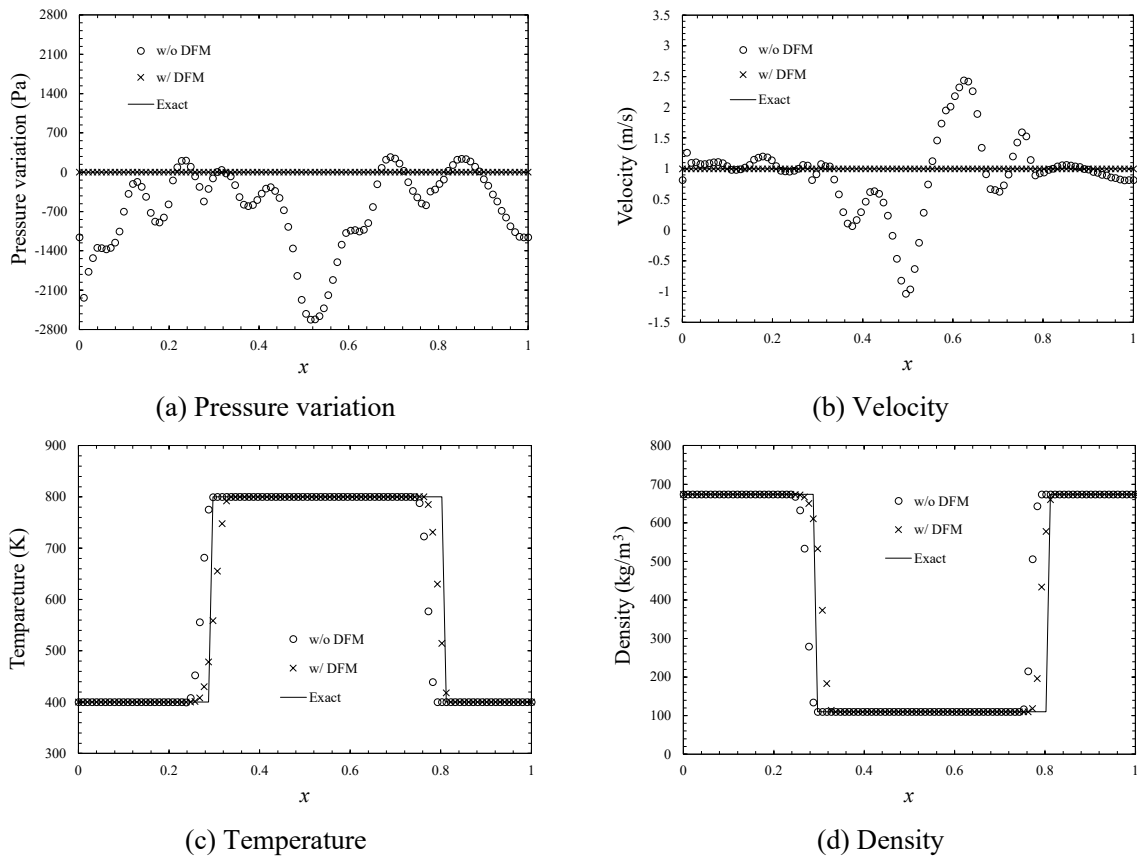 2800
2100
1400
700
0
-700
-1400
-2100
-2800
Pressure variation (Pa)
w/o DFM
w/ DFM
Exact
0
0.2
0.4
0.6
0.8
1
x
(a) Pressure variation
3.5
3
2.5
2
1.5
1
0.5
0
-0.5
-1
-1.5
Velocity (m/s)
w/o DFM
w/ DFM
Exact
0
0.2
0.4
0.6
0.8
1
x
(b) Velocity
900
800
700
600
500
400
300
Tempareture (K)
w/o DFM
w/ DFM
Exact
0
0.2
0.4
0.6
0.8
1
x
(c) Temperature
800
700
600
500
400
300
200
100
0
Density (kg/m³)
w/o DFM
w/ DFM
Exact
0
0.2
0.4
0.6
0.8
1
x
(d) Density